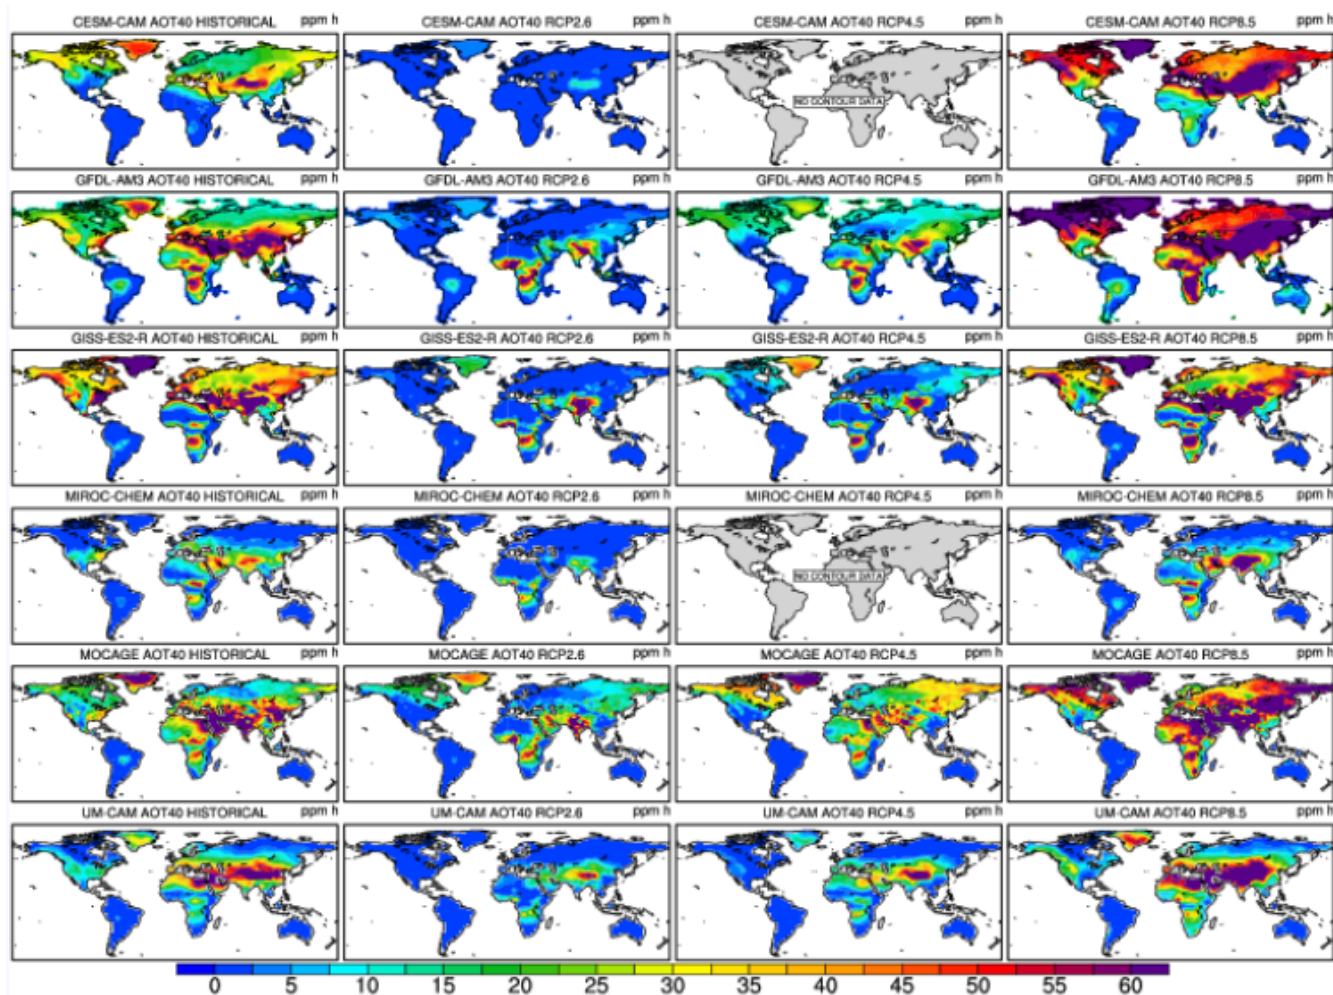 CESM-CAM AOT40 HISTORICAL ppm h CESM-CAM AOT40 RCP2.6 ppm h CESM-CAM AOT40 RCP4.5 ppm h CESM-CAM AOT40 RCP8.5 ppm h
NO CONTOUR DATA
GFDL-AM3 AOT40 HISTORICAL ppm h GFDL-AM3 AOT40 RCP2.6 ppm h GFDL-AM3 AOT40 RCP4.5 ppm h GFDL-AM3 AOT40 RCP8.5 ppm h
GISS-ES2-R AOT40 HISTORICAL ppm h GISS-ES2-R AOT40 RCP2.6 ppm h GISS-ES2-R AOT40 RCP4.5 ppm h GISS-ES2-R AOT40 RCP8.5 ppm h
MIROC-CHEM AOT40 HISTORICAL ppm h MIROC-CHEM AOT40 RCP2.6 ppm h MIROC-CHEM AOT40 RCP4.5 ppm h MIROC-CHEM AOT40 RCP8.5 ppm h
NO CONTOUR DATA
MOCAGE AOT40 HISTORICAL ppm h MOCAGE AOT40 RCP2.6 ppm h MOCAGE AOT40 RCP4.5 ppm h MOCAGE AOT40 RCP8.5 ppm h
UM-CAM AOT40 HISTORICAL ppm h UM-CAM AOT40 RCP2.6 ppm h UM-CAM AOT40 RCP4.5 ppm h UM-CAM AOT40 RCP8.5 ppm h
0 5 10 15 20 25 30 35 40 45 50 55 60